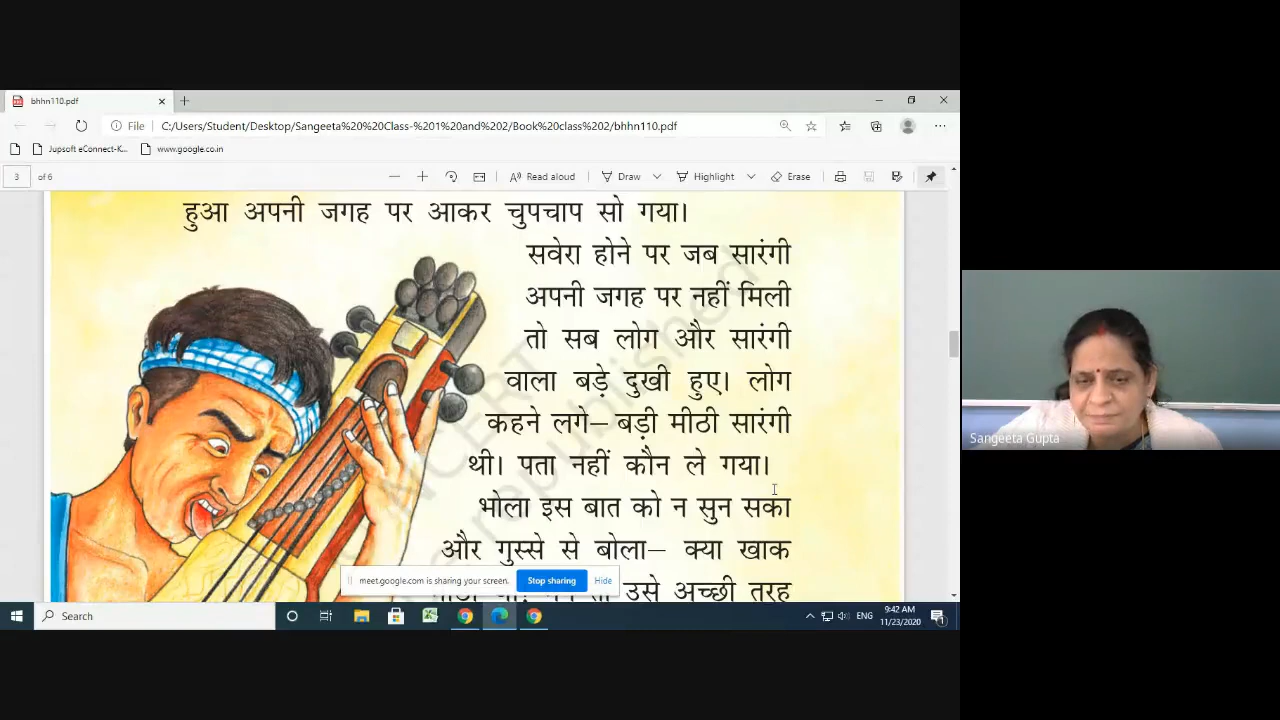 bhhn110.pdf
File C:/Users/Student/Desktop/Sangeeta%20%20Class-%201%20and%202/Book%20class%202/bhhn110.pdf
Jupsoft eConnect-K... www.google.co.in
3 of 6 Read aloud Draw Highlight Erase
हुआ अपनी जगह पर आकर चुपचाप सो गया।
सवेरा होने पर जब सारंगी
अपनी जगह पर नहीं मिली
तो सब लोग और सारंगी
वाला बड़े दुखी हुए। लोग
कहने लगे– बड़ी मीठी सारंगी
थी। पता नहीं कौन ले गया।
भोला इस बात को न सुन सका
और गुस्से से बोला– क्या खाक
उसे अच्छी तरह
NCERT
republished
meet.google.com is sharing your screen. Stop sharing Hide
Search
ENG
9:42 AM
11/23/2020
Sangeeta Gupta